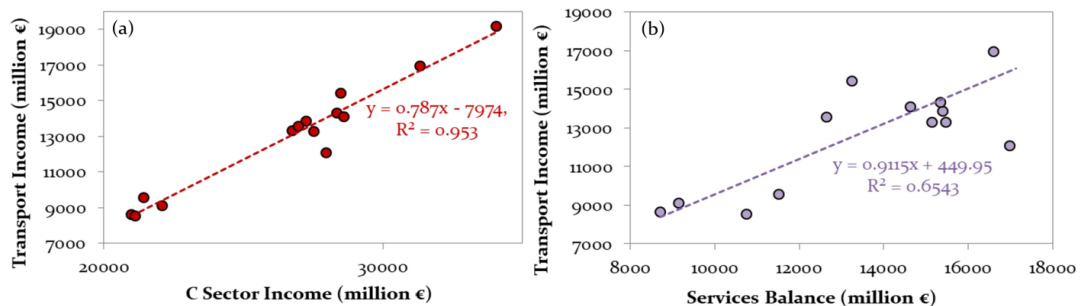 (a)
Transport Income (million €)
19000
17000
15000
13000
11000
9000
7000
y = 0.787x - 7974,
R² = 0.953
20000
30000
C Sector Income (million €)
(b)
Transport Income (million €)
19000
17000
15000
13000
11000
9000
7000
y = 0.9115x + 449.95
R² = 0.6543
8000
10000
12000
14000
16000
18000
Services Balance (million €)